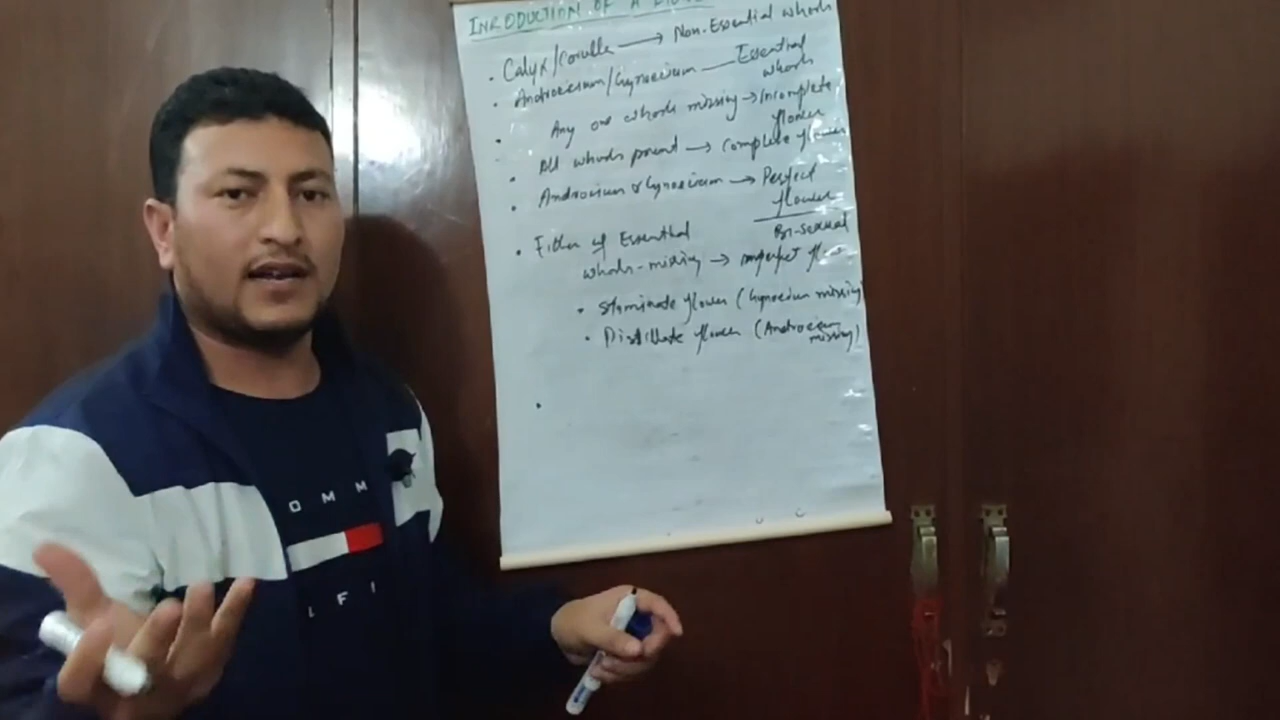 INRODUCTION OF A
• Calyx/Corolla → Non-Essential whorls
• Androecium/Gynoecium — Essential whorls
• Any one whorls missing → Incomplete flower
• All whorls present → Complete flower
• Androecium & Gynoecium → Perfect flower
Bi-sexual
• Either of Essential
whorls-missing → imperfect fl
• Staminate flower (Gynoecium missing)
• Pistillate flower (Androecium missing)
OMM
LFI